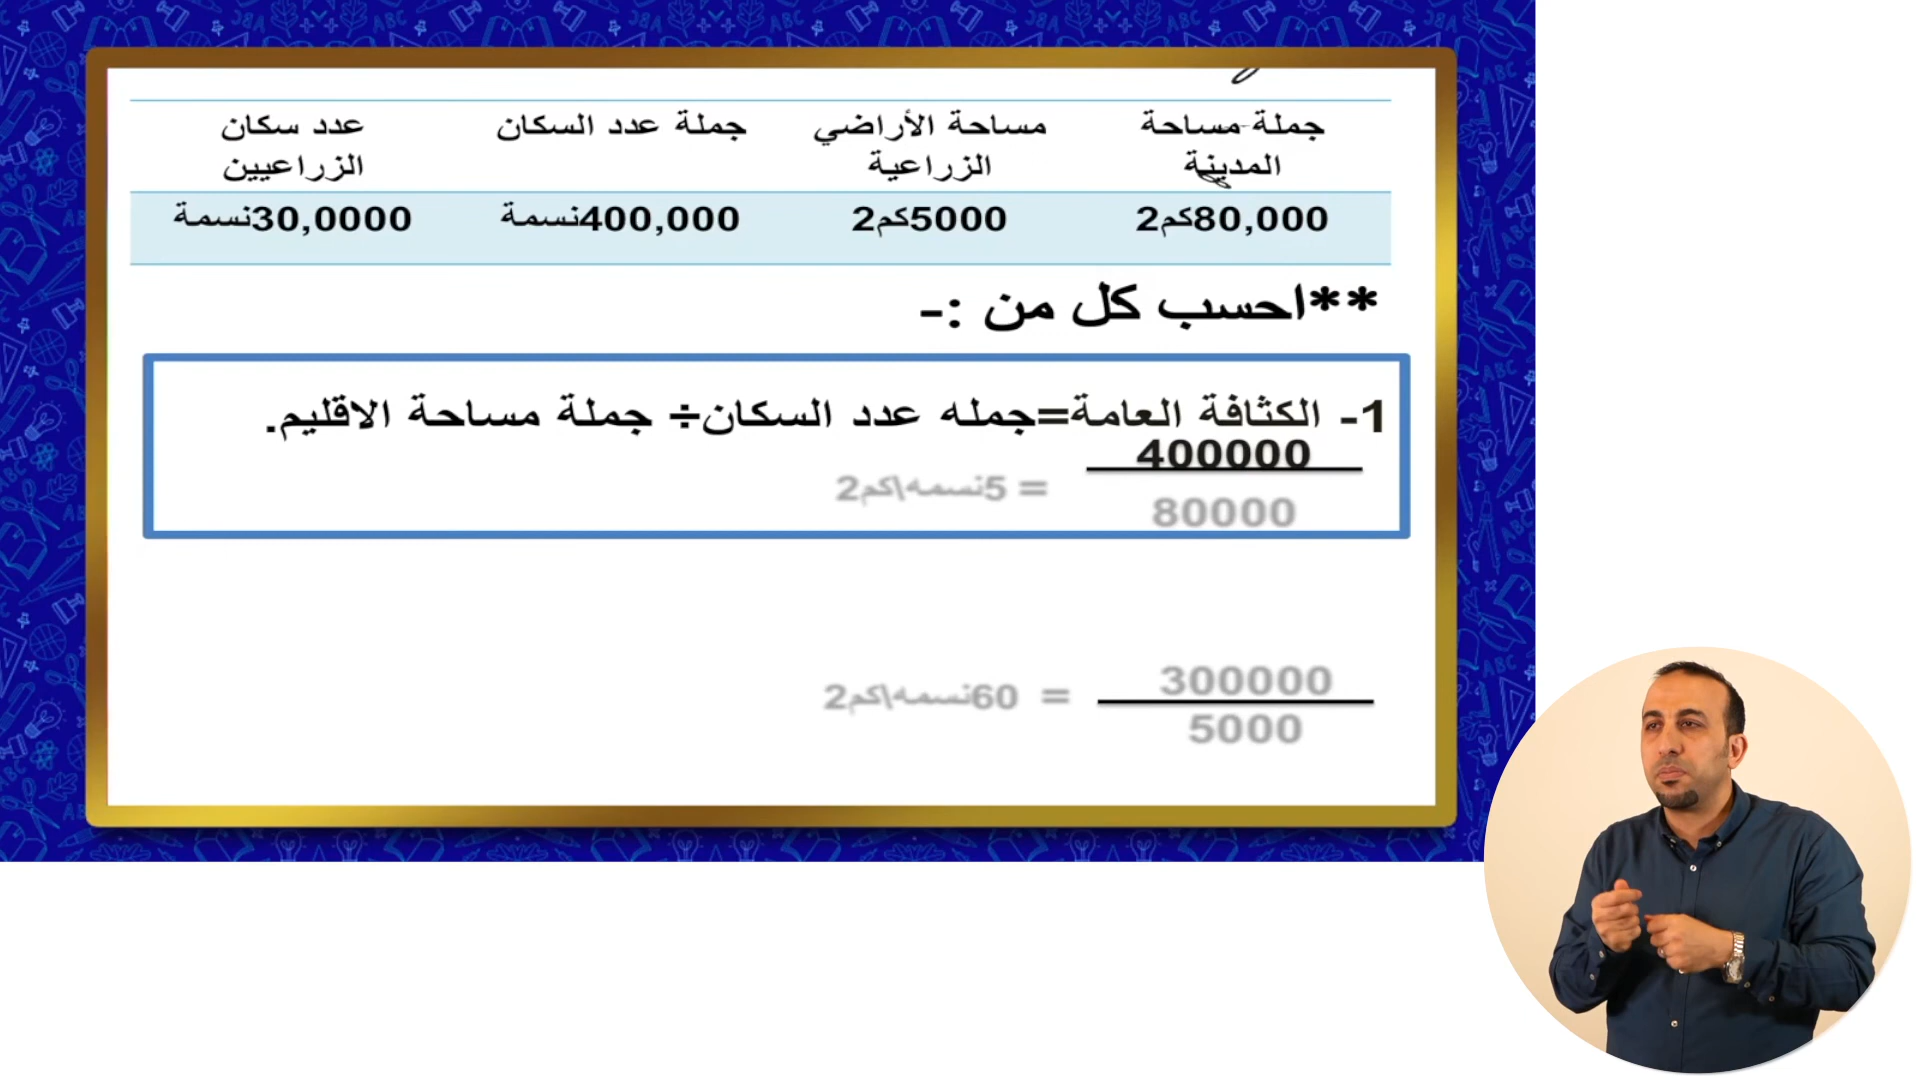 جملة مساحة المدينة
مساحة الأراضي الزراعية
جملة عدد السكان
عدد سكان الزراعيين
80,000كم2
5000كم2
400,000نسمة
30,0000نسمة
**احسب كل من :-
1- الكثافة العامة=جمله عدد السكان÷ جملة مساحة الاقليم.
400000
80000
= 5نسمه\كم2
300000
5000
= 60نسمه\كم2